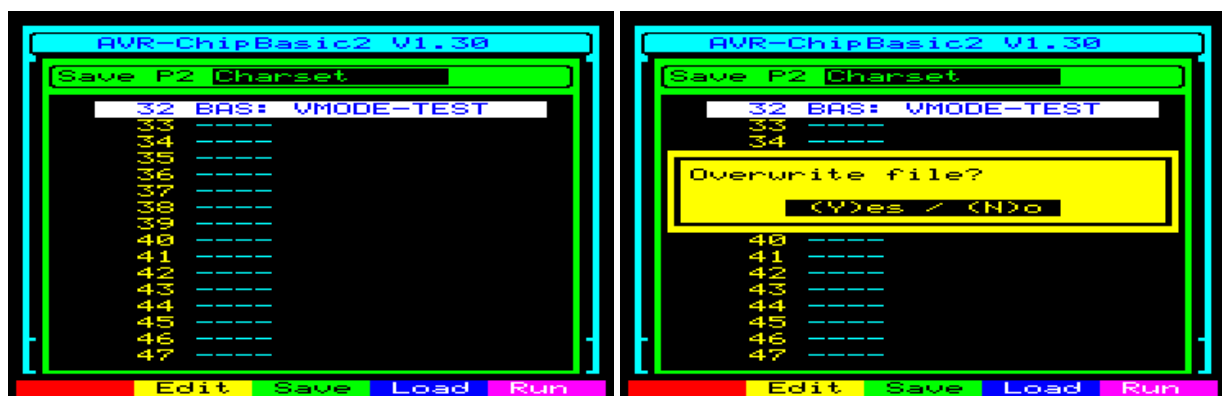 AVR-ChipBasic2 V1.30
Save P2 Charset
32 BAS: VMODE-TEST
33 ----
34 ----
35 ----
36 ----
37 ----
38 ----
39 ----
40 ----
41 ----
42 ----
43 ----
44 ----
45 ----
46 ----
47 ----
Edit Save Load Run
AVR-ChipBasic2 V1.30
Save P2 Charset
32 BAS: VMODE-TEST
33 ----
34 ----
Overwrite file?
(Y)es / (N)o
40 ----
41 ----
42 ----
43 ----
44 ----
45 ----
46 ----
47 ----
Edit Save Load Run